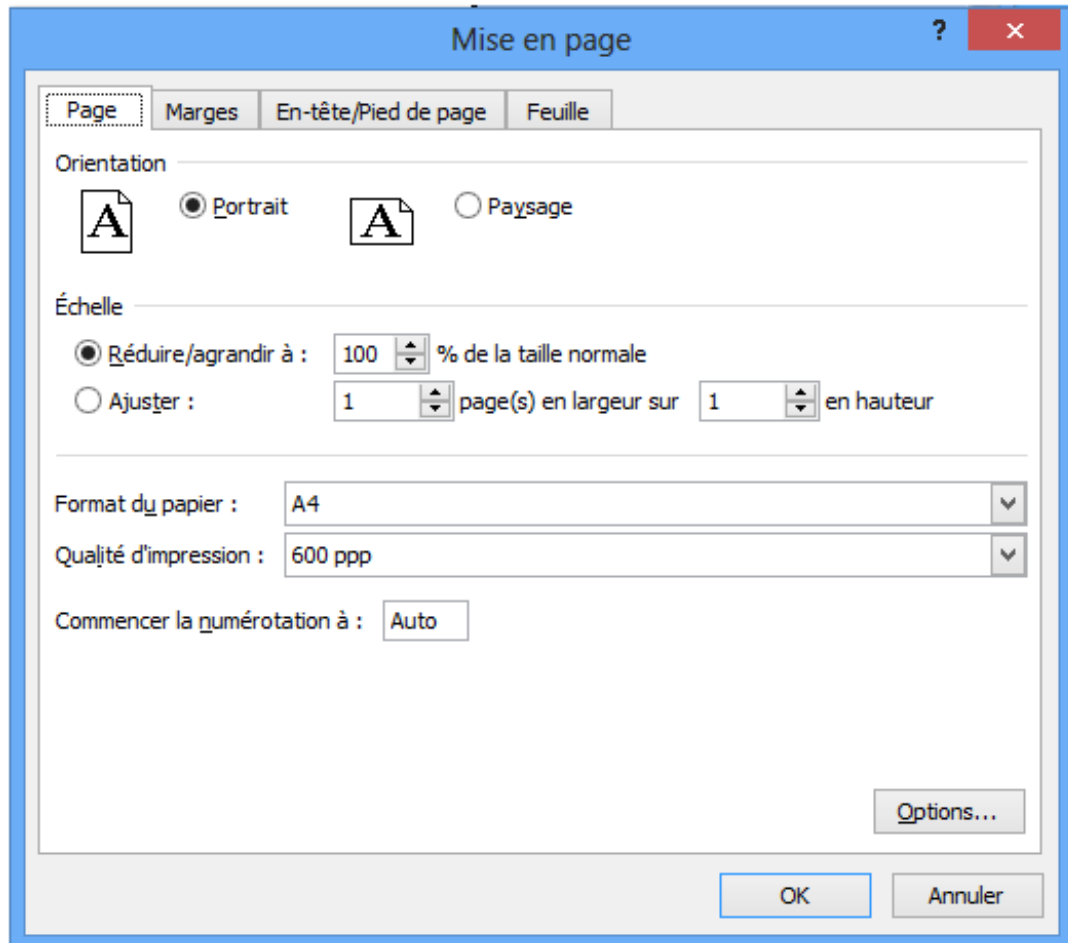 Mise en page ?
Page Marges En-tête/Pied de page Feuille
Orientation
A Portrait A Paysage
Échelle
Réduire/agrandir à : 100 % de la taille normale
Ajuster : 1 page(s) en largeur sur 1 en hauteur
Format du papier : A4
Qualité d'impression : 600 ppp
Commencer la numérotation à : Auto
Options...
OK Annuler